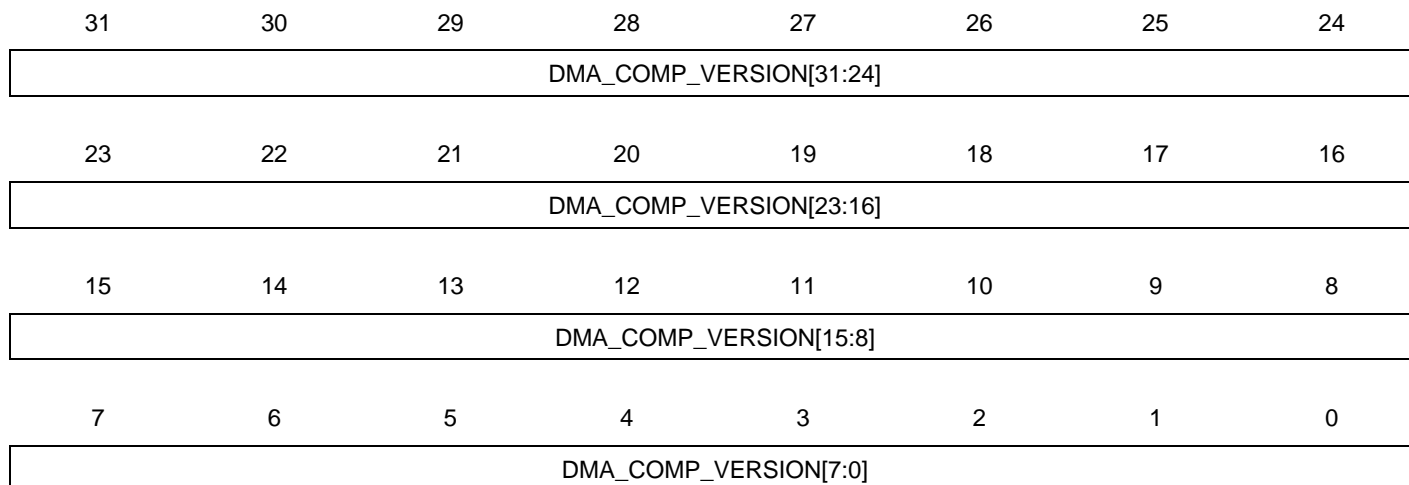 31 30 29 28 27 26 25 24
DMA_COMP_VERSION[31:24]
23 22 21 20 19 18 17 16
DMA_COMP_VERSION[23:16]
15 14 13 12 11 10 9 8
DMA_COMP_VERSION[15:8]
7 6 5 4 3 2 1 0
DMA_COMP_VERSION[7:0]